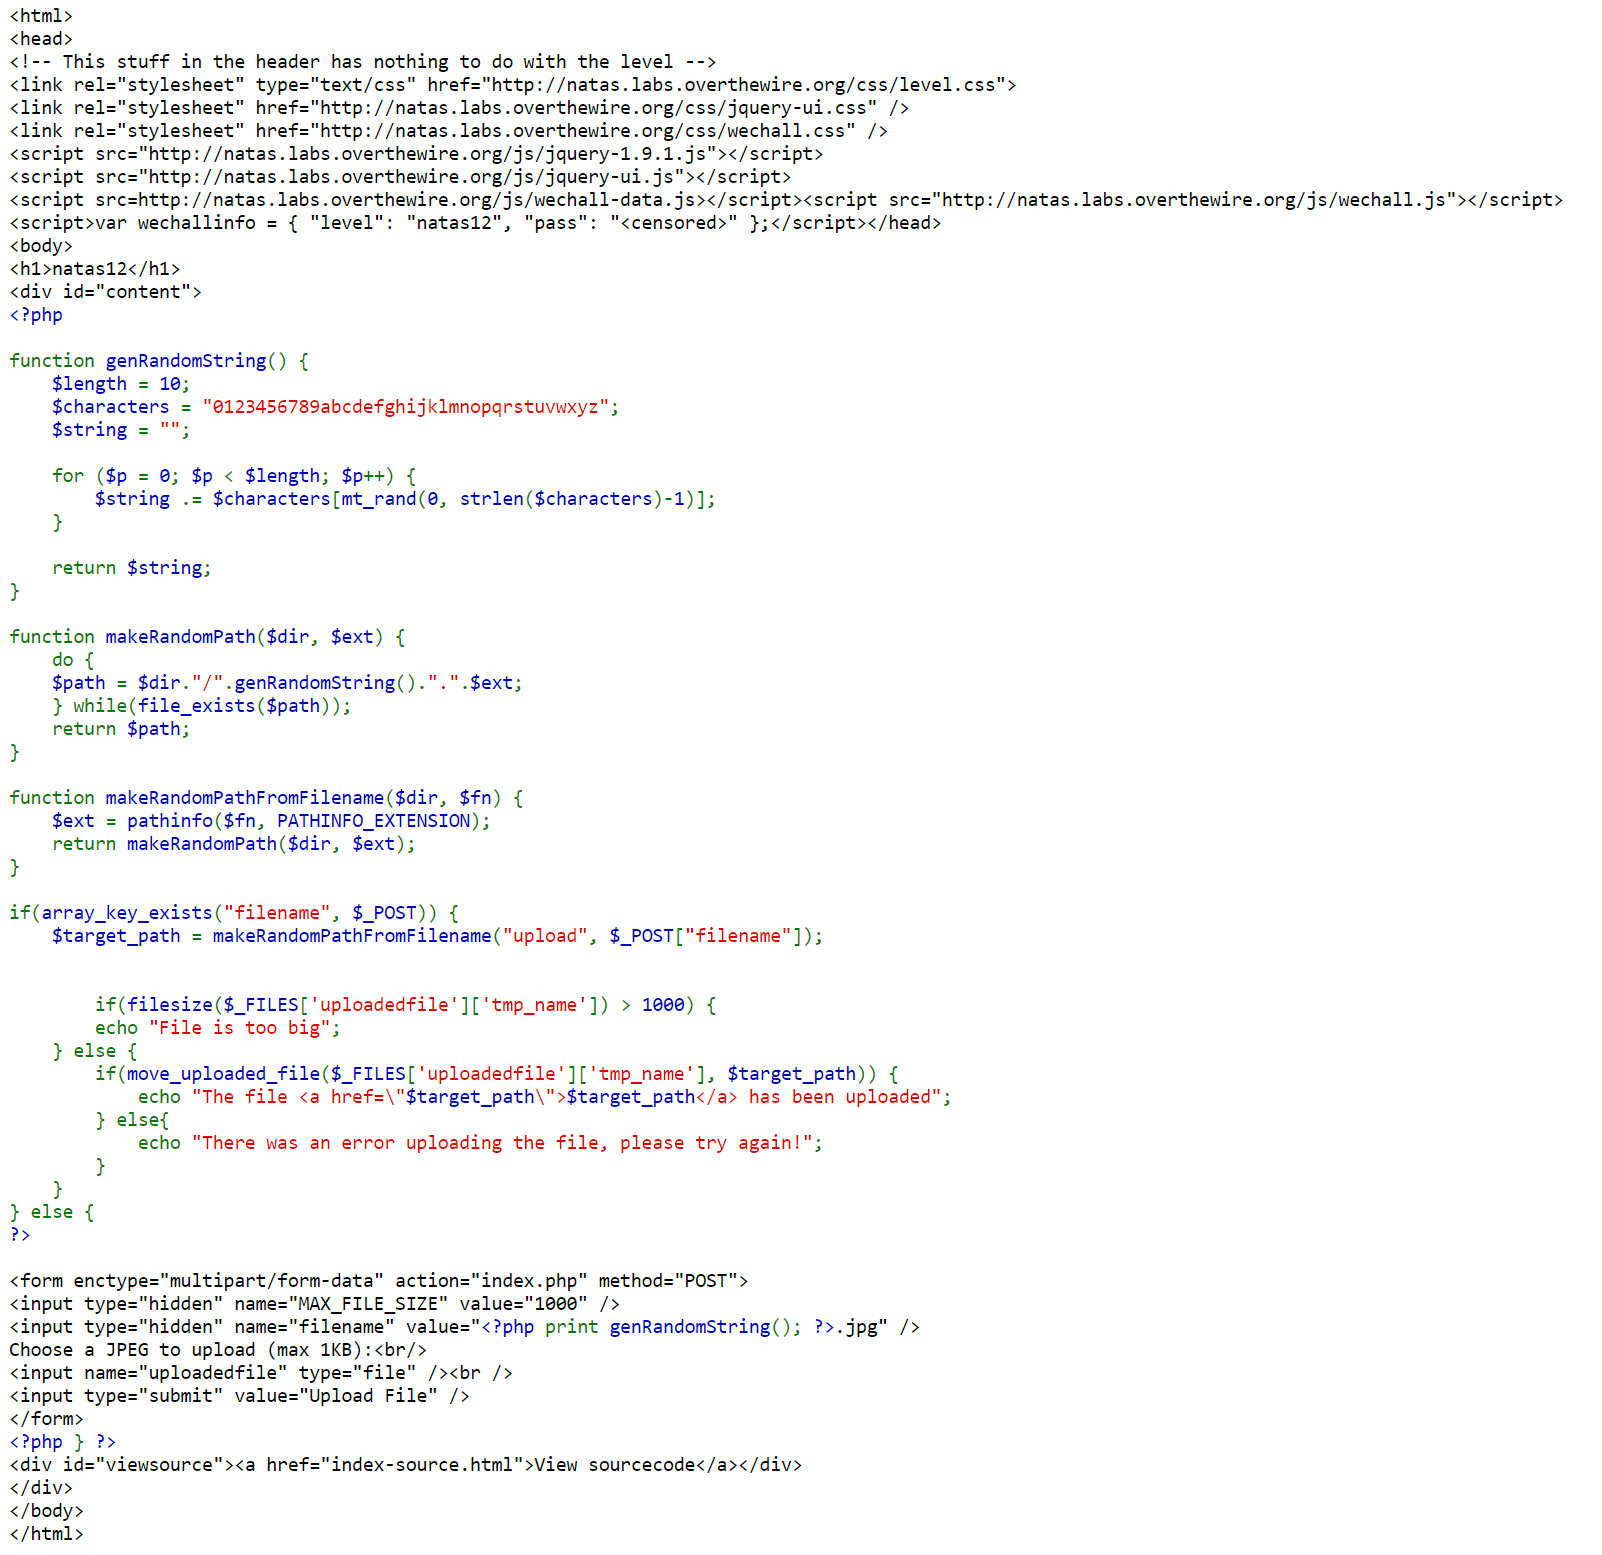 <html>
<head>
<!-- This stuff in the header has nothing to do with the level -->
<link rel="stylesheet" type="text/css" href="http://natas.labs.overthewire.org/css/level.css">
<link rel="stylesheet" href="http://natas.labs.overthewire.org/css/jquery-ui.css" />
<link rel="stylesheet" href="http://natas.labs.overthewire.org/css/wechall.css" />
<script src="http://natas.labs.overthewire.org/js/jquery-1.9.1.js"></script>
<script src="http://natas.labs.overthewire.org/js/jquery-ui.js"></script>
<script src=http://natas.labs.overthewire.org/js/wechall-data.js></script><script src="http://natas.labs.overthewire.org/js/wechall.js"></script>
<script>var wechallinfo = { "level": "natas12", "pass": "<censored>" };</script></head>
<body>
<h1>natas12</h1>
<div id="content">
<?php

function genRandomString() {
    $length = 10;
    $characters = "0123456789abcdefghijklmnopqrstuvwxyz";
    $string = "";

    for ($p = 0; $p < $length; $p++) {
        $string .= $characters[mt_rand(0, strlen($characters)-1)];
    }

    return $string;
}

function makeRandomPath($dir, $ext) {
    do {
    $path = $dir."/".genRandomString().".".$ext;
    } while(file_exists($path));
    return $path;
}

function makeRandomPathFromFilename($dir, $fn) {
    $ext = pathinfo($fn, PATHINFO_EXTENSION);
    return makeRandomPath($dir, $ext);
}

if(array_key_exists("filename", $_POST)) {
    $target_path = makeRandomPathFromFilename("upload", $_POST["filename"]);


        if(filesize($_FILES['uploadedfile']['tmp_name']) > 1000) {
        echo "File is too big";
    } else {
        if(move_uploaded_file($_FILES['uploadedfile']['tmp_name'], $target_path)) {
            echo "The file <a href=\"$target_path\">$target_path</a> has been uploaded";
        } else{
            echo "There was an error uploading the file, please try again!";
        }
    }
} else {
?>

<form enctype="multipart/form-data" action="index.php" method="POST">
<input type="hidden" name="MAX_FILE_SIZE" value="1000" />
<input type="hidden" name="filename" value="<?php print genRandomString(); ?>.jpg" />
Choose a JPEG to upload (max 1KB):<br/>
<input name="uploadedfile" type="file" /><br />
<input type="submit" value="Upload File" />
</form>
<?php } ?>
<div id="viewsource"><a href="index-source.html">View sourcecode</a></div>
</div>
</body>
</html>